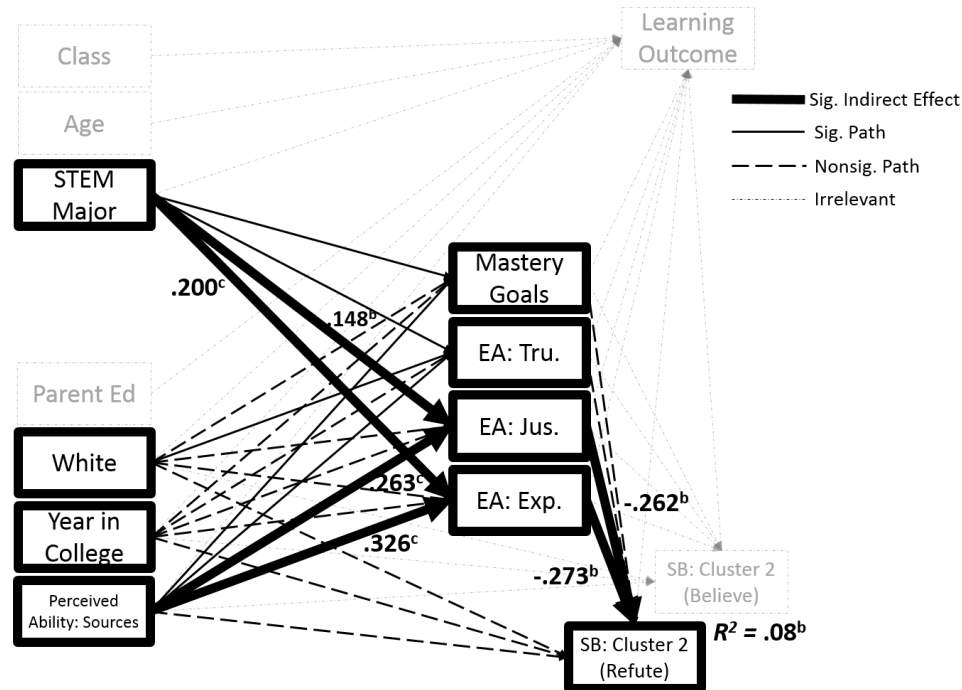 Class
Age
STEM
Major
Parent Ed
White
Year in
College
Perceived
Ability: Sources
.200ᶜ
.148ᵇ
.263ᶜ
.326ᶜ
Mastery
Goals
EA: Tru.
EA: Jus.
EA: Exp.
-.262ᵇ
-.273ᵇ
Learning
Outcome
Sig. Indirect Effect
Sig. Path
Nonsig. Path
Irrelevant
SB: Cluster 2
(Believe)
SB: Cluster 2
(Refute)
R² = .08ᵇ